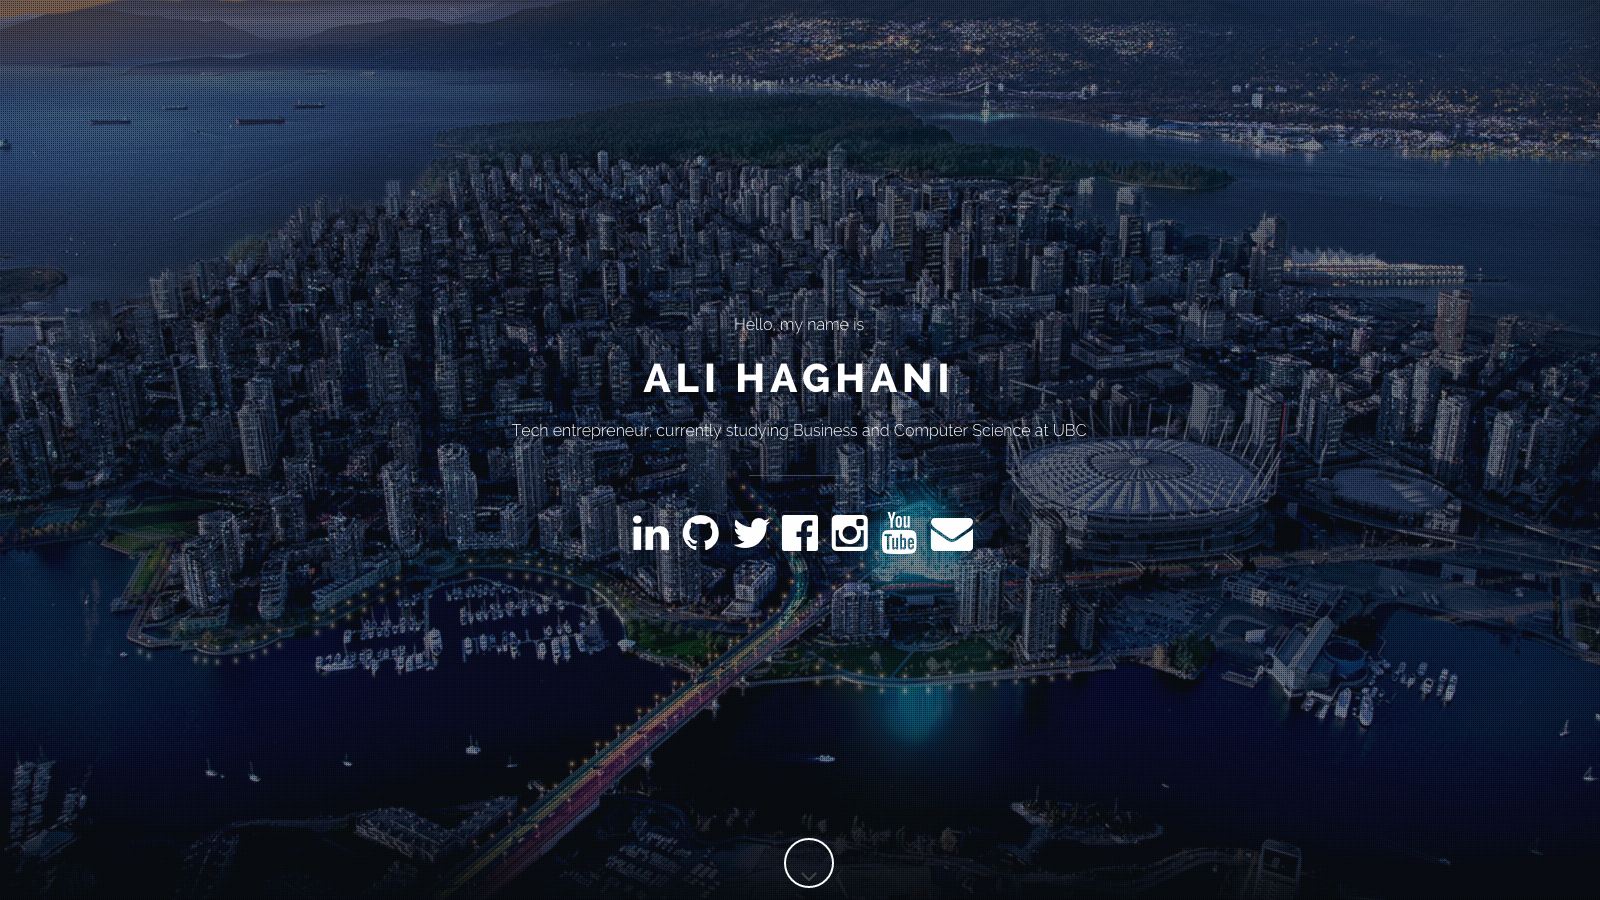 Hello, my name is
ALI HAGHANI
Tech entrepreneur, currently studying Business and Computer Science at UBC
in
You
Tube